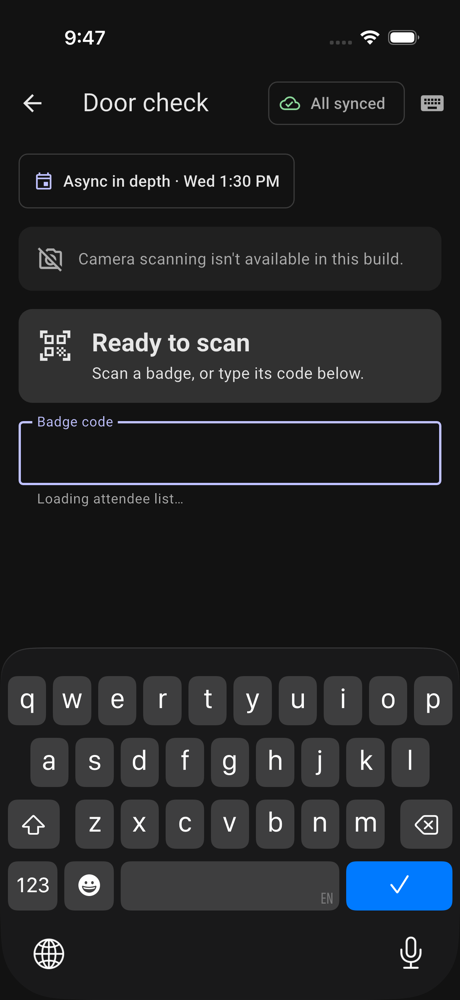 9:47
Door check
All synced
Async in depth · Wed 1:30 PM
Camera scanning isn't available in this build.
Ready to scan
Scan a badge, or type its code below.
Badge code
Loading attendee list…
q w e r t y u i o p
a s d f g h j k l
z x c v b n m
123
EN